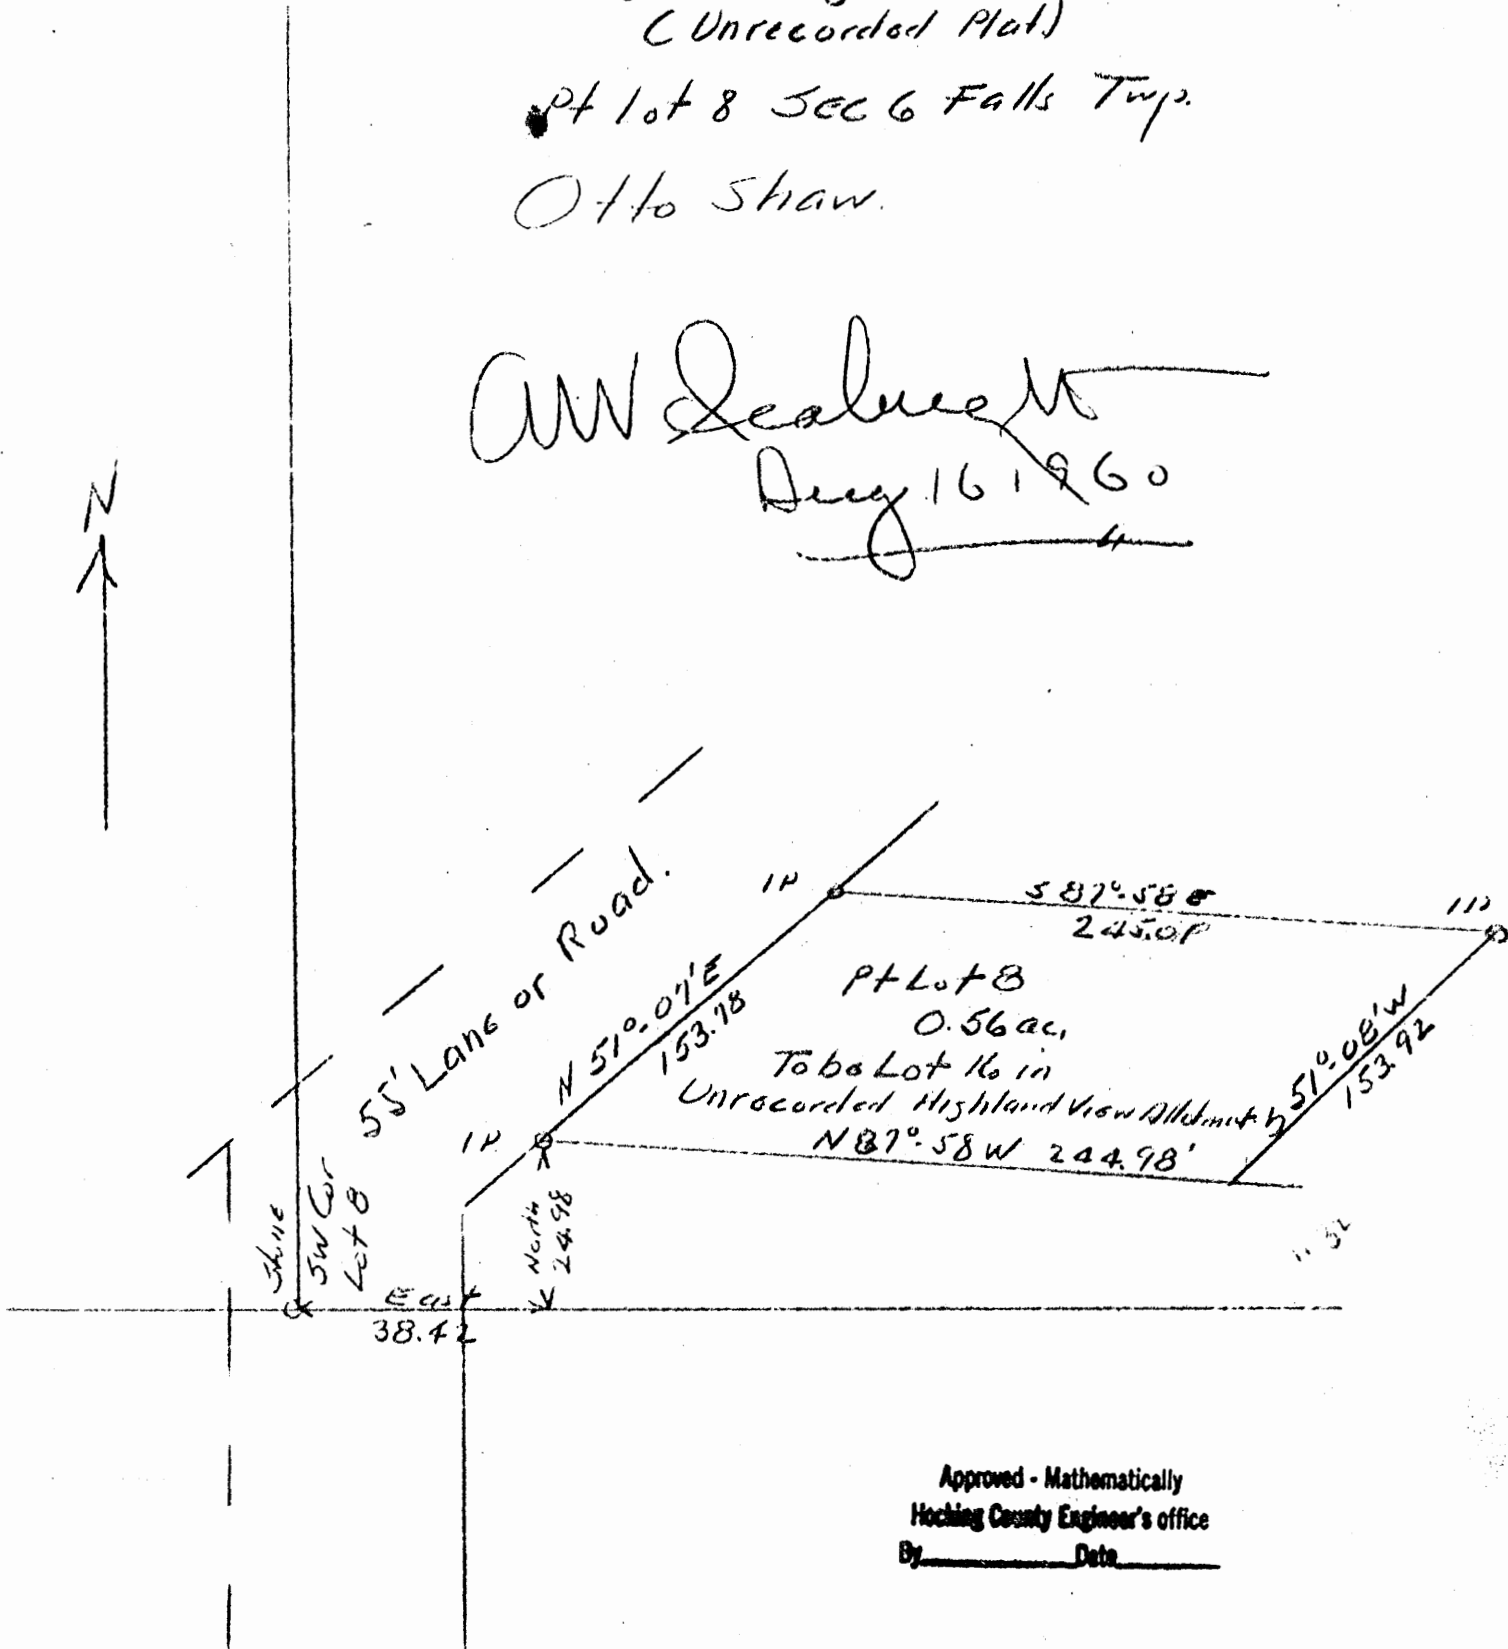 ( Unrecorded Plat)
Pt Lot 8 Sec 6 Falls Twp.
Otto Shaw.
AW Seabright
Aug 16 1960
N
55' Lane or Road.
IP
S 87°-58 E
245.0
IP
N 51°-07'E
153.78
Pt Lot 8
0.56 ac,
To be Lot 16 in
Unrecorded Highland View Allotment
S 51°-08'W
153.92
IP
N 87°-58 W 244.98'
North
24.98
Stone
SW Cor
Lot 8
East
38.42
Approved - Mathematically
Hocking County Engineer's office
By Date